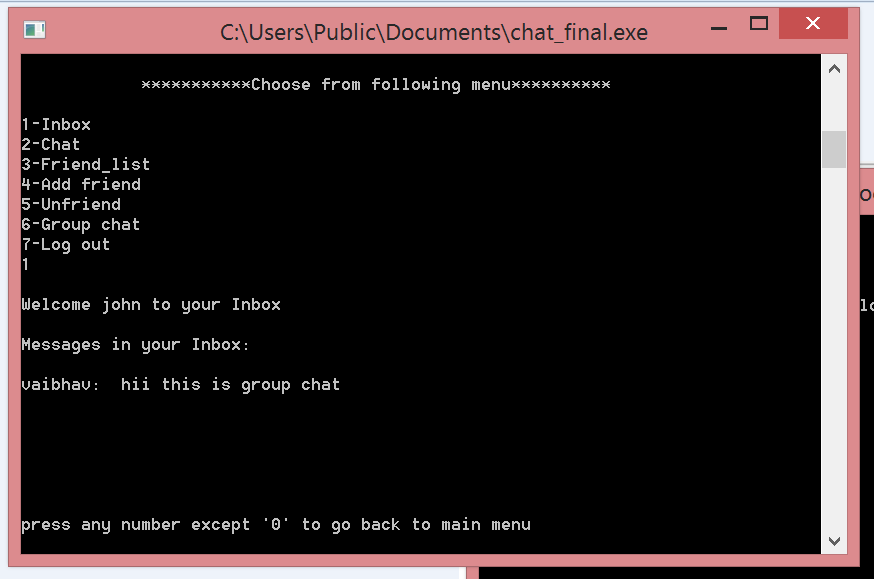 C:\Users\Public\Documents\chat_final.exe
***********Choose from following menu**********
1-Inbox
2-Chat
3-Friend_list
4-Add friend
5-Unfriend
6-Group chat
7-Log out
1
Welcome john to your Inbox
Messages in your Inbox:
vaibhav:  hii this is group chat
press any number except '0' to go back to main menu